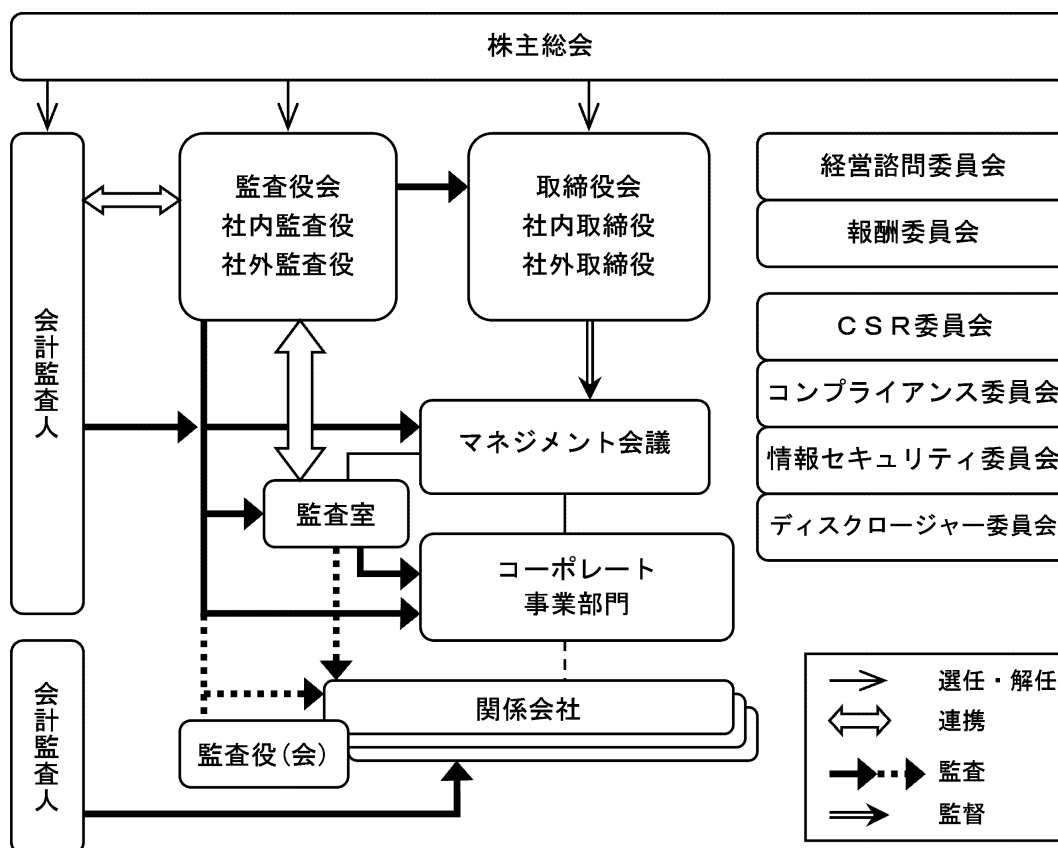 株主総会
会計監査人
監査役会
社内監査役
社外監査役
取締役会
社内取締役
社外取締役
経営諮問委員会
報酬委員会
ＣＳＲ委員会
コンプライアンス委員会
情報セキュリティ委員会
ディスクロージャー委員会
マネジメント会議
監査室
コーポレート
事業部門
会計監査人
関係会社
監査役(会)
選任・解任
連携
監査
監督